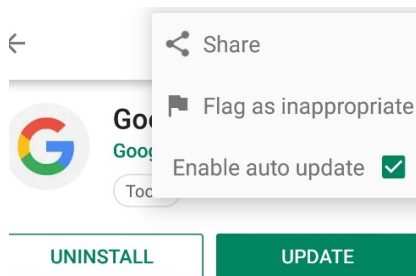 Share
Flag as inappropriate
Enable auto update
UNINSTALL
UPDATE